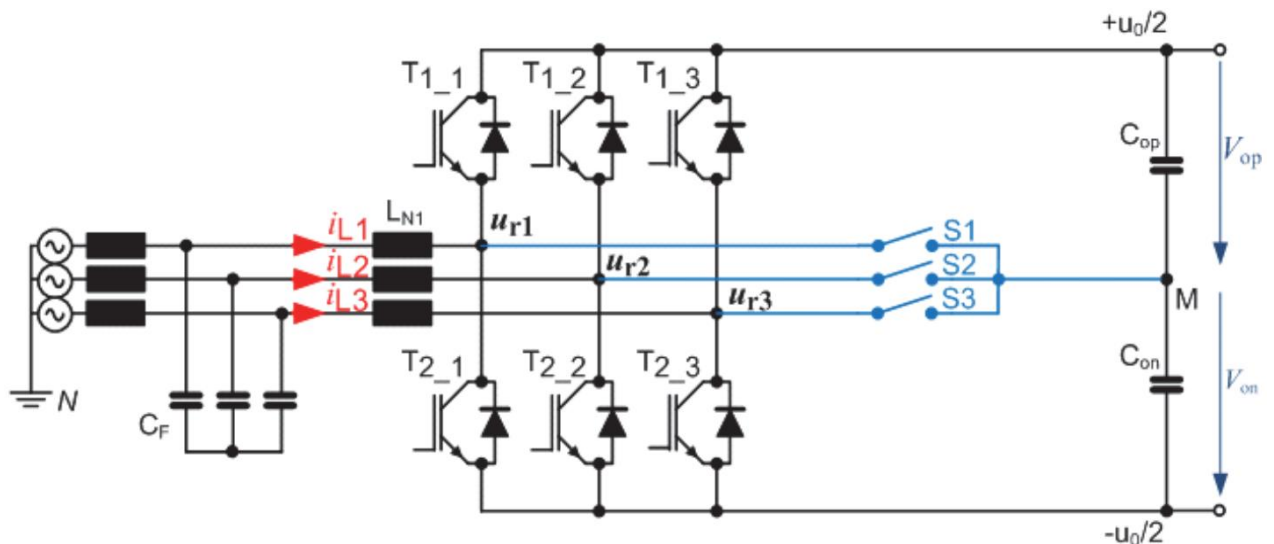 +u₀/2
T1_1
T1_2
T1_3
Cop
Vop
iL1
LN1
ur1
S1
iL2
ur2
S2
iL3
ur3
S3
M
T2_1
T2_2
T2_3
Con
Von
N
CF
-u₀/2